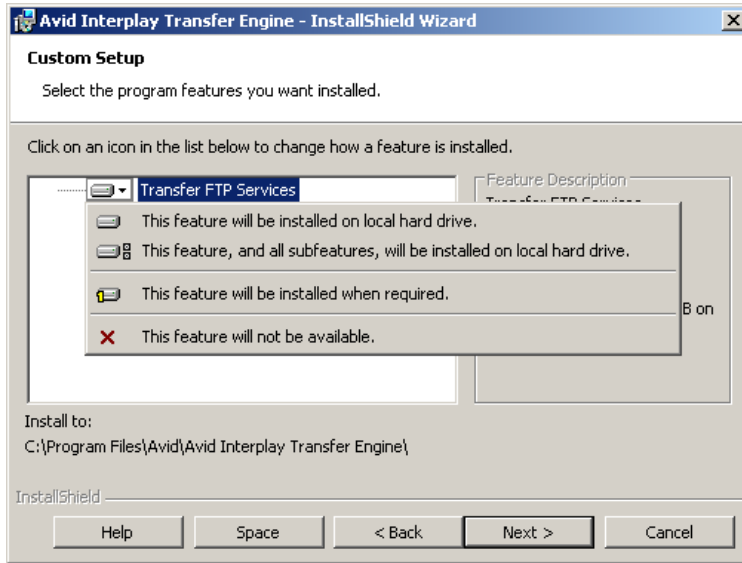 Avid Interplay Transfer Engine - InstallShield Wizard
Custom Setup
Select the program features you want installed.
Click on an icon in the list below to change how a feature is installed.
Transfer FTP Services
Feature Description
Transfer FTP Services
This feature will be installed on local hard drive.
This feature, and all subfeatures, will be installed on local hard drive.
This feature will be installed when required.
B on
This feature will not be available.
Install to:
C:\Program Files\Avid\Avid Interplay Transfer Engine\
InstallShield
Help
Space
< Back
Next >
Cancel